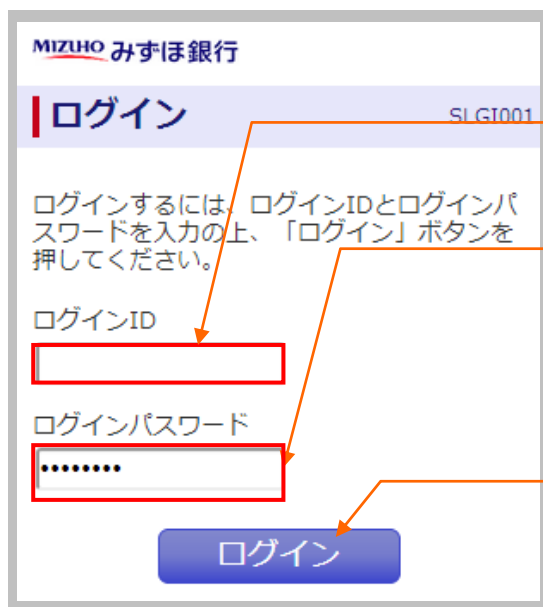 MIZUHO みずほ銀行
ログイン SLGI001
ログインするには、ログインIDとログインパ
スワードを入力の上、「ログイン」ボタンを
押してください。
ログインID
ログインパスワード
••••••••
ログイン